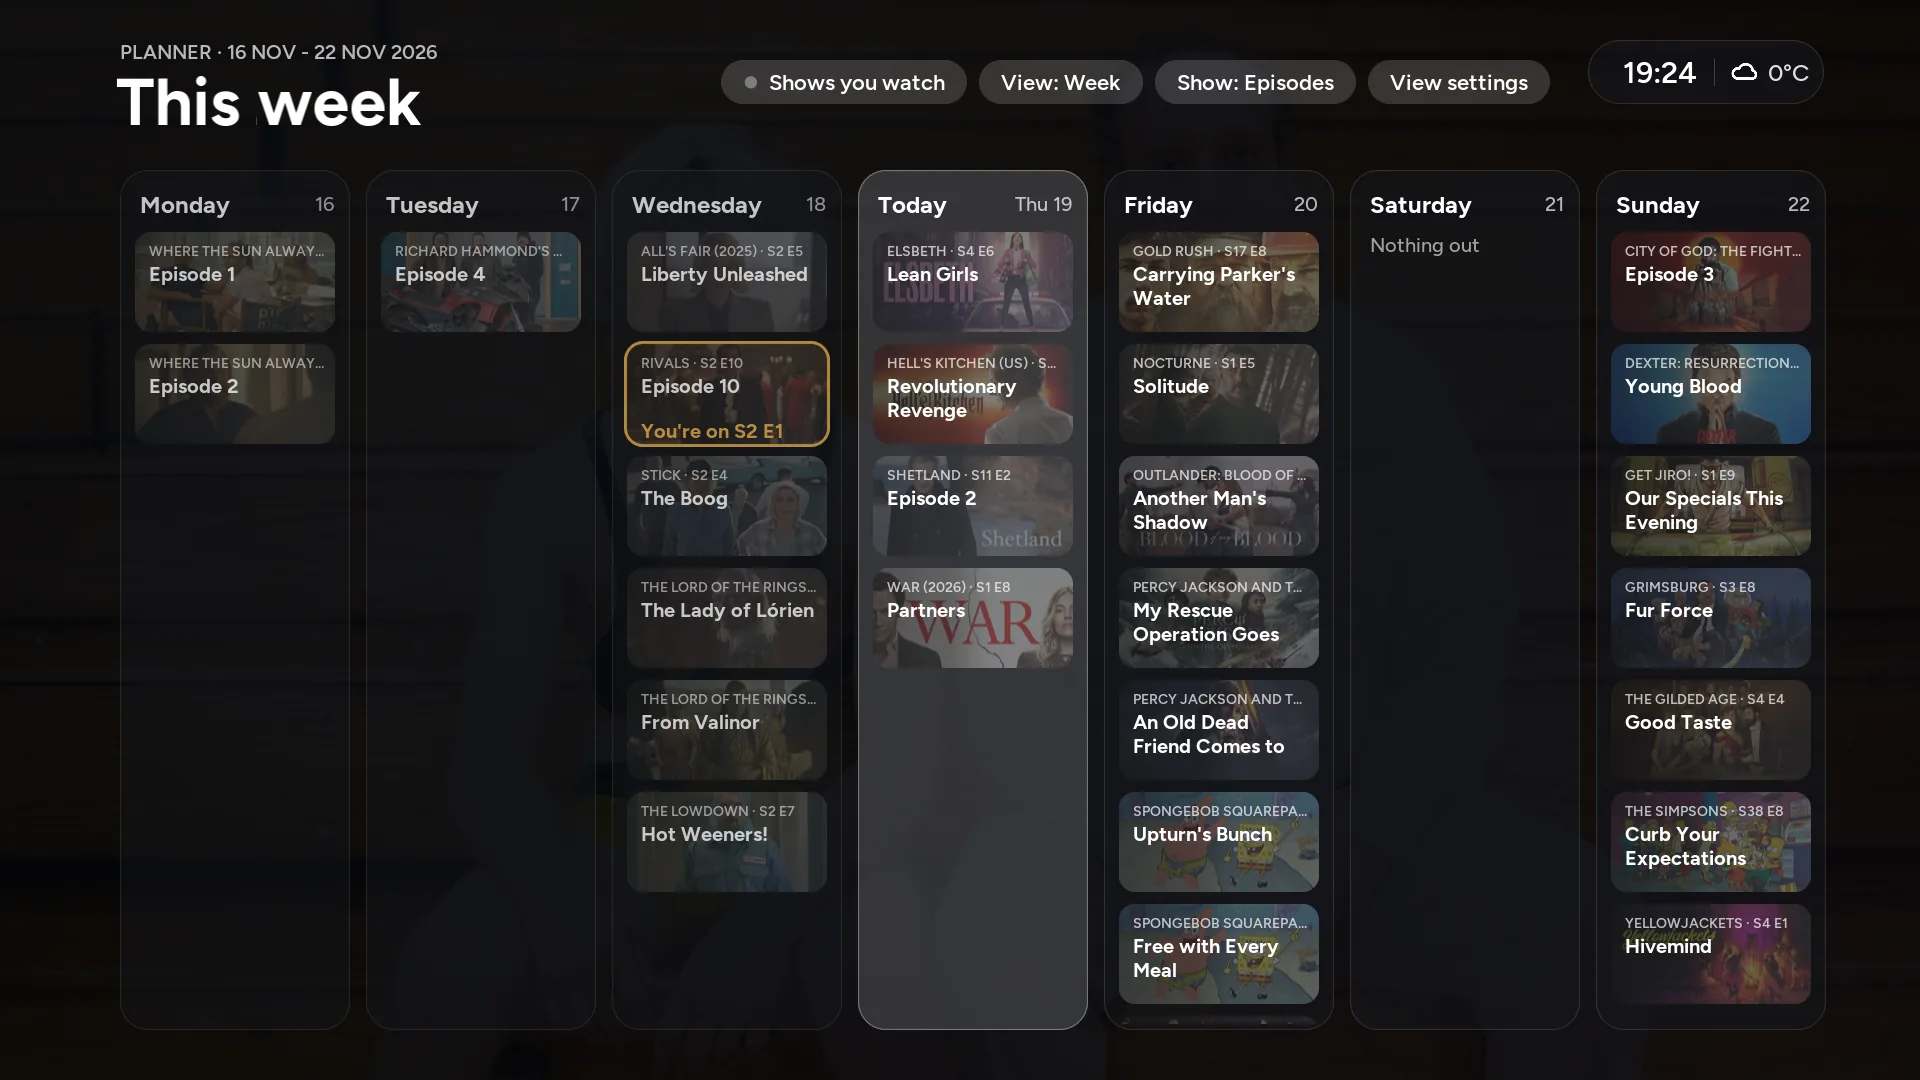 PLANNER · 16 NOV - 22 NOV 2026
This week
Shows you watch
View: Week
Show: Episodes
View settings
19:24
0°C
Monday 16
WHERE THE SUN ALWAY...
Episode 1
WHERE THE SUN ALWAY...
Episode 2
Tuesday 17
RICHARD HAMMOND'S ...
Episode 4
Wednesday 18
ALL'S FAIR (2025) · S2 E5
Liberty Unleashed
RIVALS · S2 E10
Episode 10
You're on S2 E1
STICK · S2 E4
The Boog
THE LORD OF THE RINGS...
The Lady of Lórien
THE LORD OF THE RINGS...
From Valinor
THE LOWDOWN · S2 E7
Hot Weeners!
Today Thu 19
ELSBETH · S4 E6
Lean Girls
ELSBETH
HELL'S KITCHEN (US) · S...
Revolutionary
Revenge
Hell's Kitchen
SHETLAND · S11 E2
Episode 2
Shetland
WAR (2026) · S1 E8
Partners
WAR
Friday 20
GOLD RUSH · S17 E8
Carrying Parker's
Water
NOCTURNE · S1 E5
Solitude
OUTLANDER: BLOOD OF ...
Another Man's
Shadow
BLOOD of my BLOOD
PERCY JACKSON AND T...
My Rescue
Operation Goes
PERCY JACKSON AND T...
An Old Dead
Friend Comes to
SPONGEBOB SQUAREPA...
Upturn's Bunch
SPONGEBOB SQUAREPA...
Free with Every
Meal
Saturday 21
Nothing out
Sunday 22
CITY OF GOD: THE FIGHT...
Episode 3
DEXTER: RESURRECTION...
Young Blood
DEXTER
GET JIRO! · S1 E9
Our Specials This
Evening
GRIMSBURG · S3 E8
Fur Force
THE GILDED AGE · S4 E4
Good Taste
THE SIMPSONS · S38 E8
Curb Your
Expectations
YELLOWJACKETS · S4 E1
Hivemind
Yellowjackets